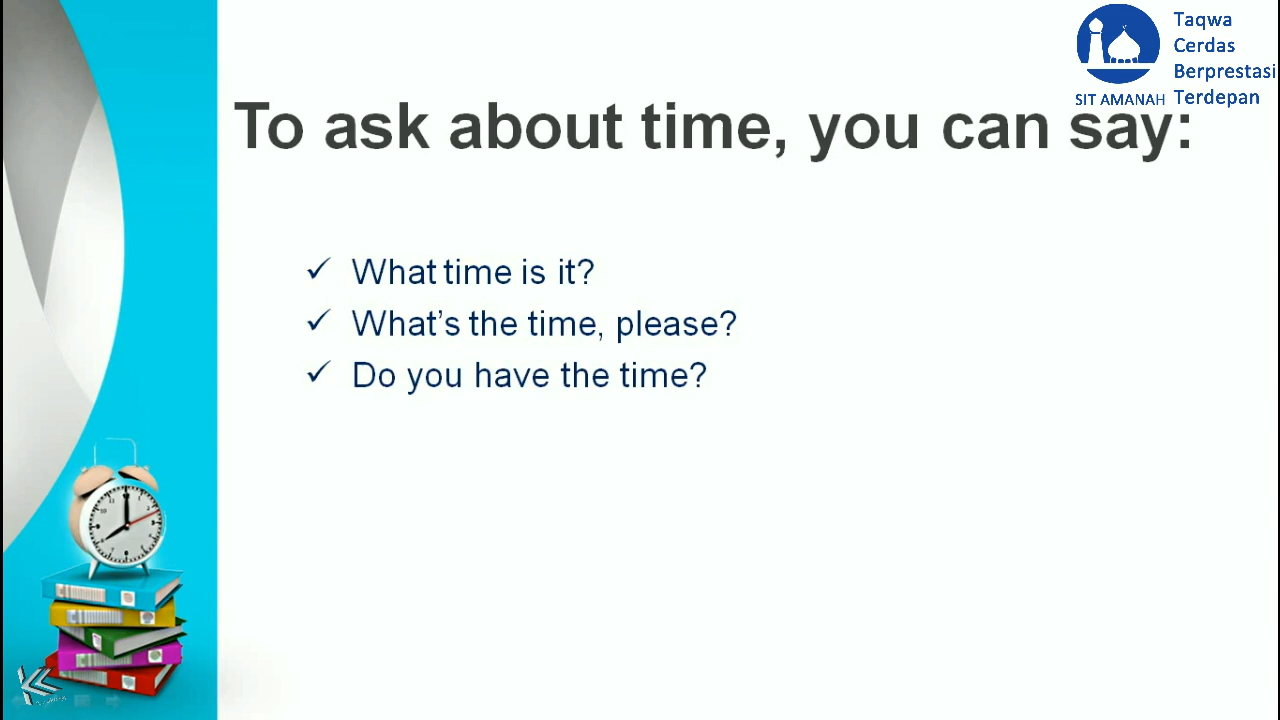 Taqwa
Cerdas
Berprestasi
SIT AMANAH Terdepan
To ask about time, you can say:
✓ What time is it?
✓ What's the time, please?
✓ Do you have the time?